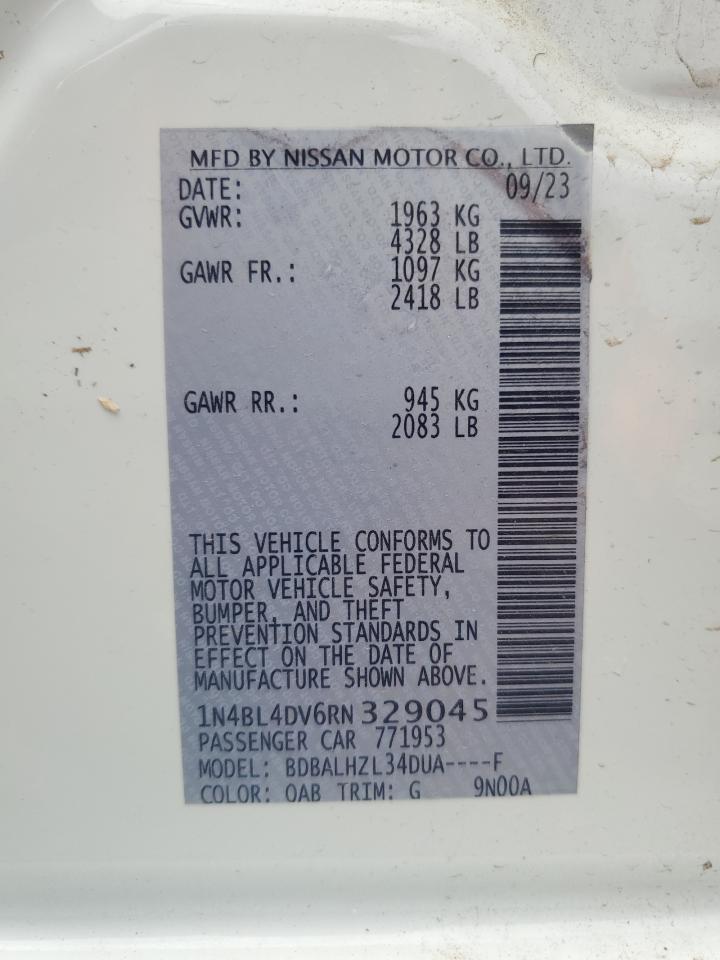 MFD BY NISSAN MOTOR CO., LTD.
DATE: 09/23
GVWR: 1963 KG
4328 LB
GAWR FR.: 1097 KG
2418 LB
GAWR RR.: 945 KG
2083 LB
THIS VEHICLE CONFORMS TO
ALL APPLICABLE FEDERAL
MOTOR VEHICLE SAFETY,
BUMPER, AND THEFT
PREVENTION STANDARDS IN
EFFECT ON THE DATE OF
MANUFACTURE SHOWN ABOVE.
1N4BL4DV6RN 329045
PASSENGER CAR 771953
MODEL: BDBALHZL34DUA----F
COLOR: QAB TRIM: G 9N00A